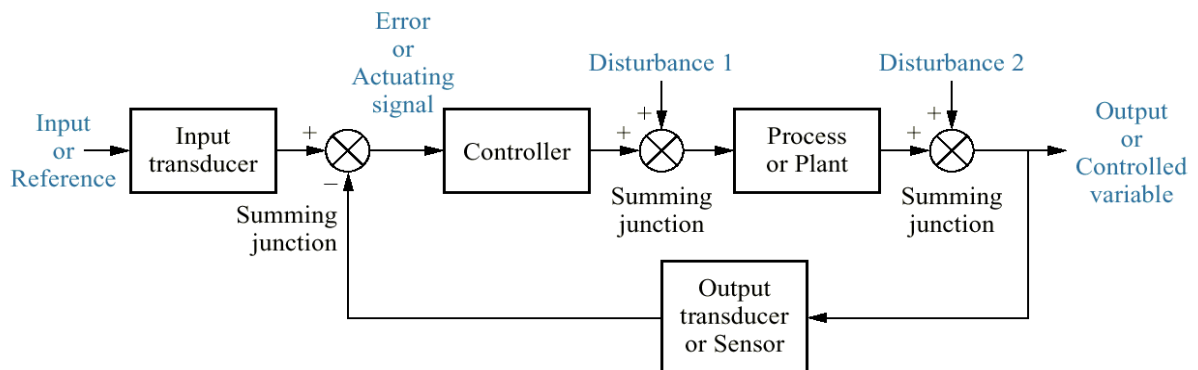 Error
or
Actuating
signal
Disturbance 1
Disturbance 2
Input
or
Reference
Input
transducer
+
−
Summing
junction
Controller
+
+
Summing
junction
Process
or Plant
+
+
Summing
junction
Output
or
Controlled
variable
Output
transducer
or Sensor